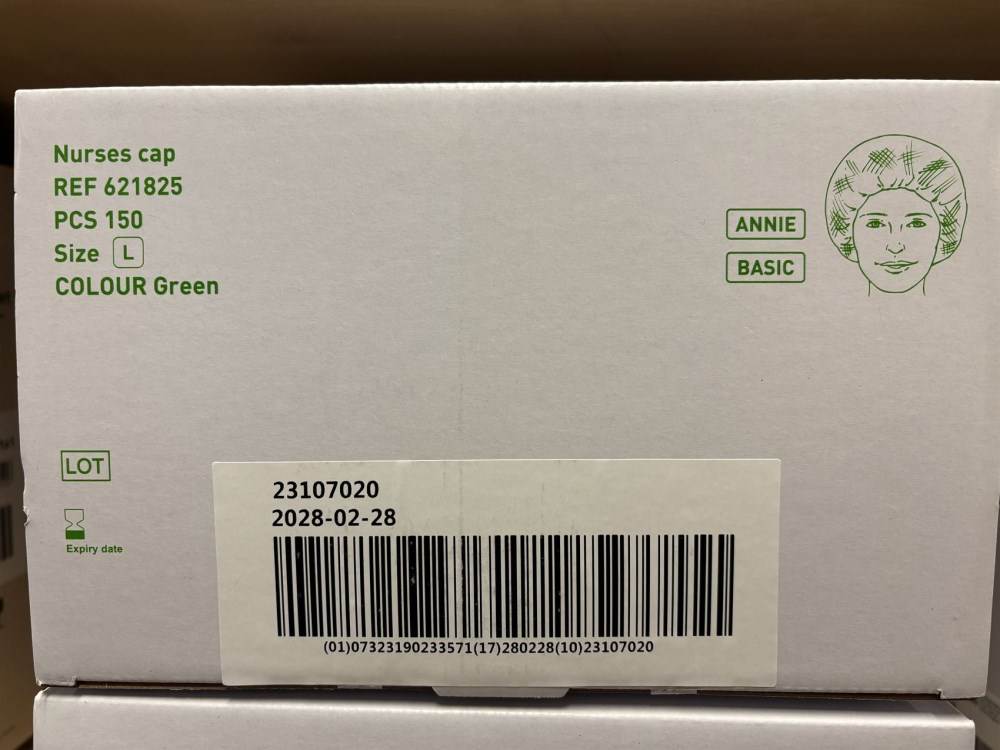 Nurses cap
REF 621825
PCS 150
Size L
COLOUR Green
ANNIE
BASIC
LOT
Expiry date
23107020
2028-02-28
(01)07323190233571(17)280228(10)23107020